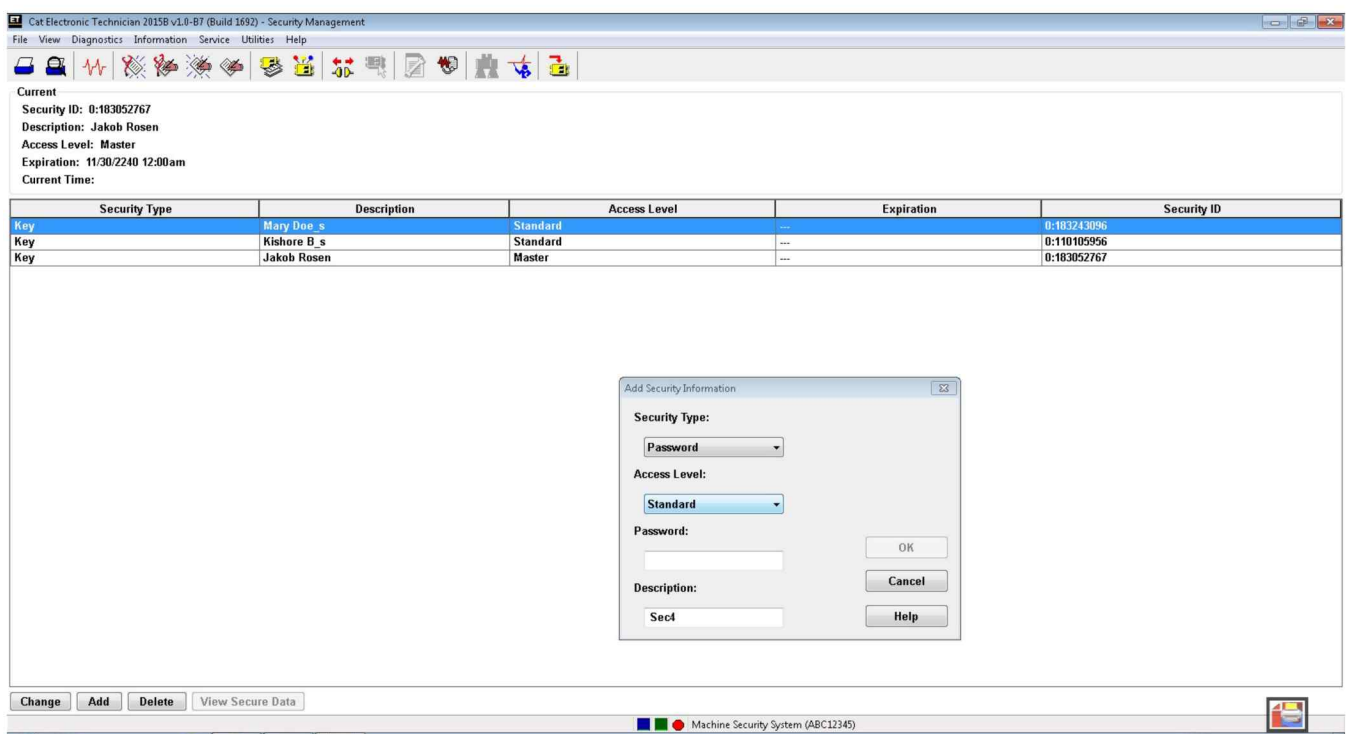 ET Cat Electronic Technician 2015B v1.0-B7 (Build 1692) - Security Management
File View Diagnostics Information Service Utilities Help
Current
Security ID: 0:183052767
Description: Jakob Rosen
Access Level: Master
Expiration: 11/30/2240 12:00am
Current Time:
Security Type Description Access Level Expiration Security ID
Key Mary Doe_s Standard --- 0:183243096
Key Kishore B_s Standard --- 0:110105956
Key Jakob Rosen Master --- 0:183052767
Add Security Information
Security Type:
Password
Access Level:
Standard
Password:
OK
Cancel
Description:
Sec4
Help
Change Add Delete View Secure Data
Machine Security System (ABC12345)